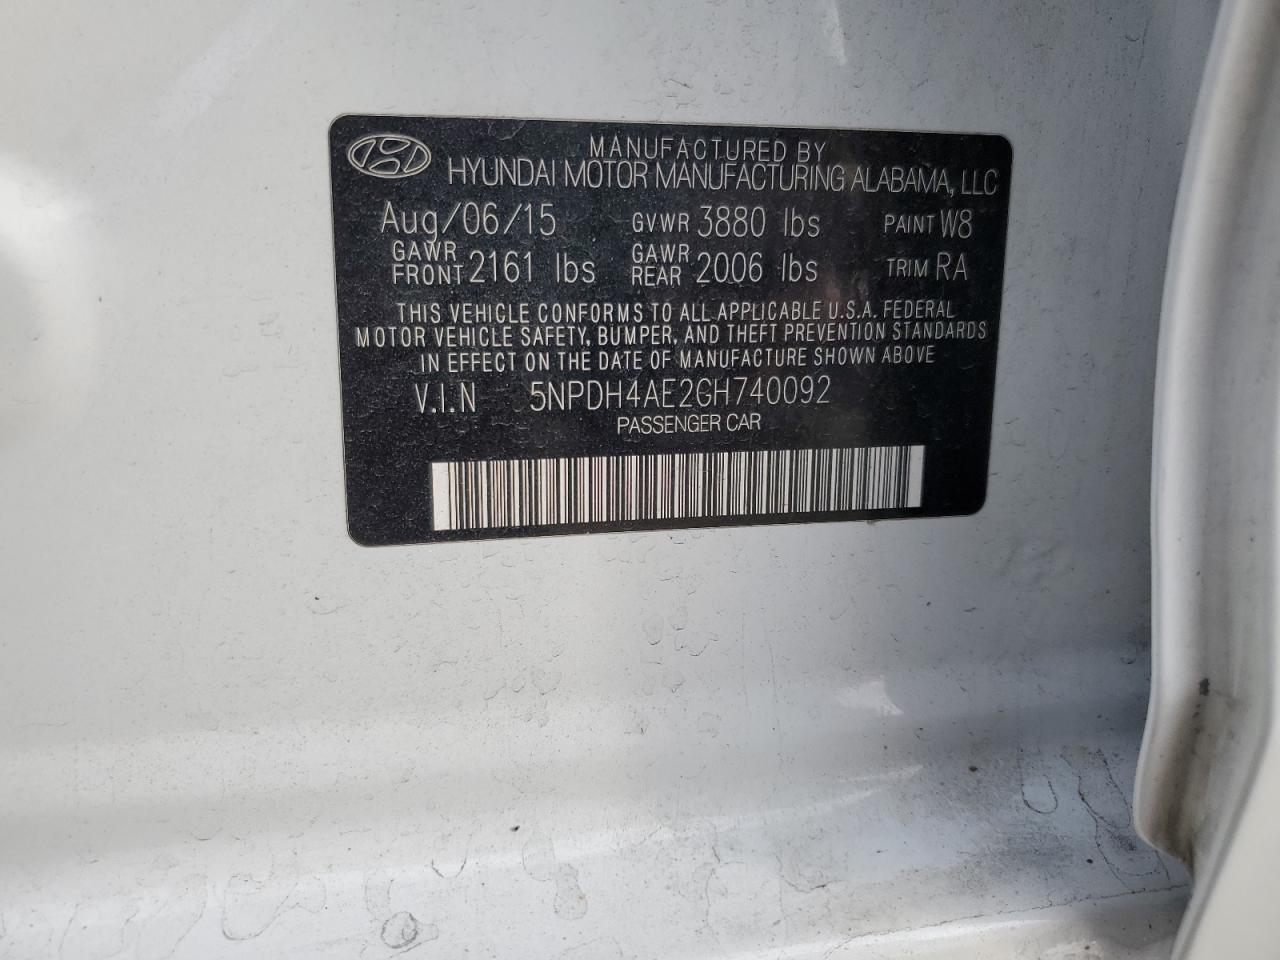 MANUFACTURED BY
HYUNDAI MOTOR MANUFACTURING ALABAMA, LLC
Aug/06/15 GVWR 3880 lbs PAINT W8
GAWR FRONT 2161 lbs GAWR REAR 2006 lbs TRIM RA
THIS VEHICLE CONFORMS TO ALL APPLICABLE U.S.A. FEDERAL
MOTOR VEHICLE SAFETY, BUMPER, AND THEFT PREVENTION STANDARDS
IN EFFECT ON THE DATE OF MANUFACTURE SHOWN ABOVE
V.I.N 5NPDH4AE2GH740092
PASSENGER CAR